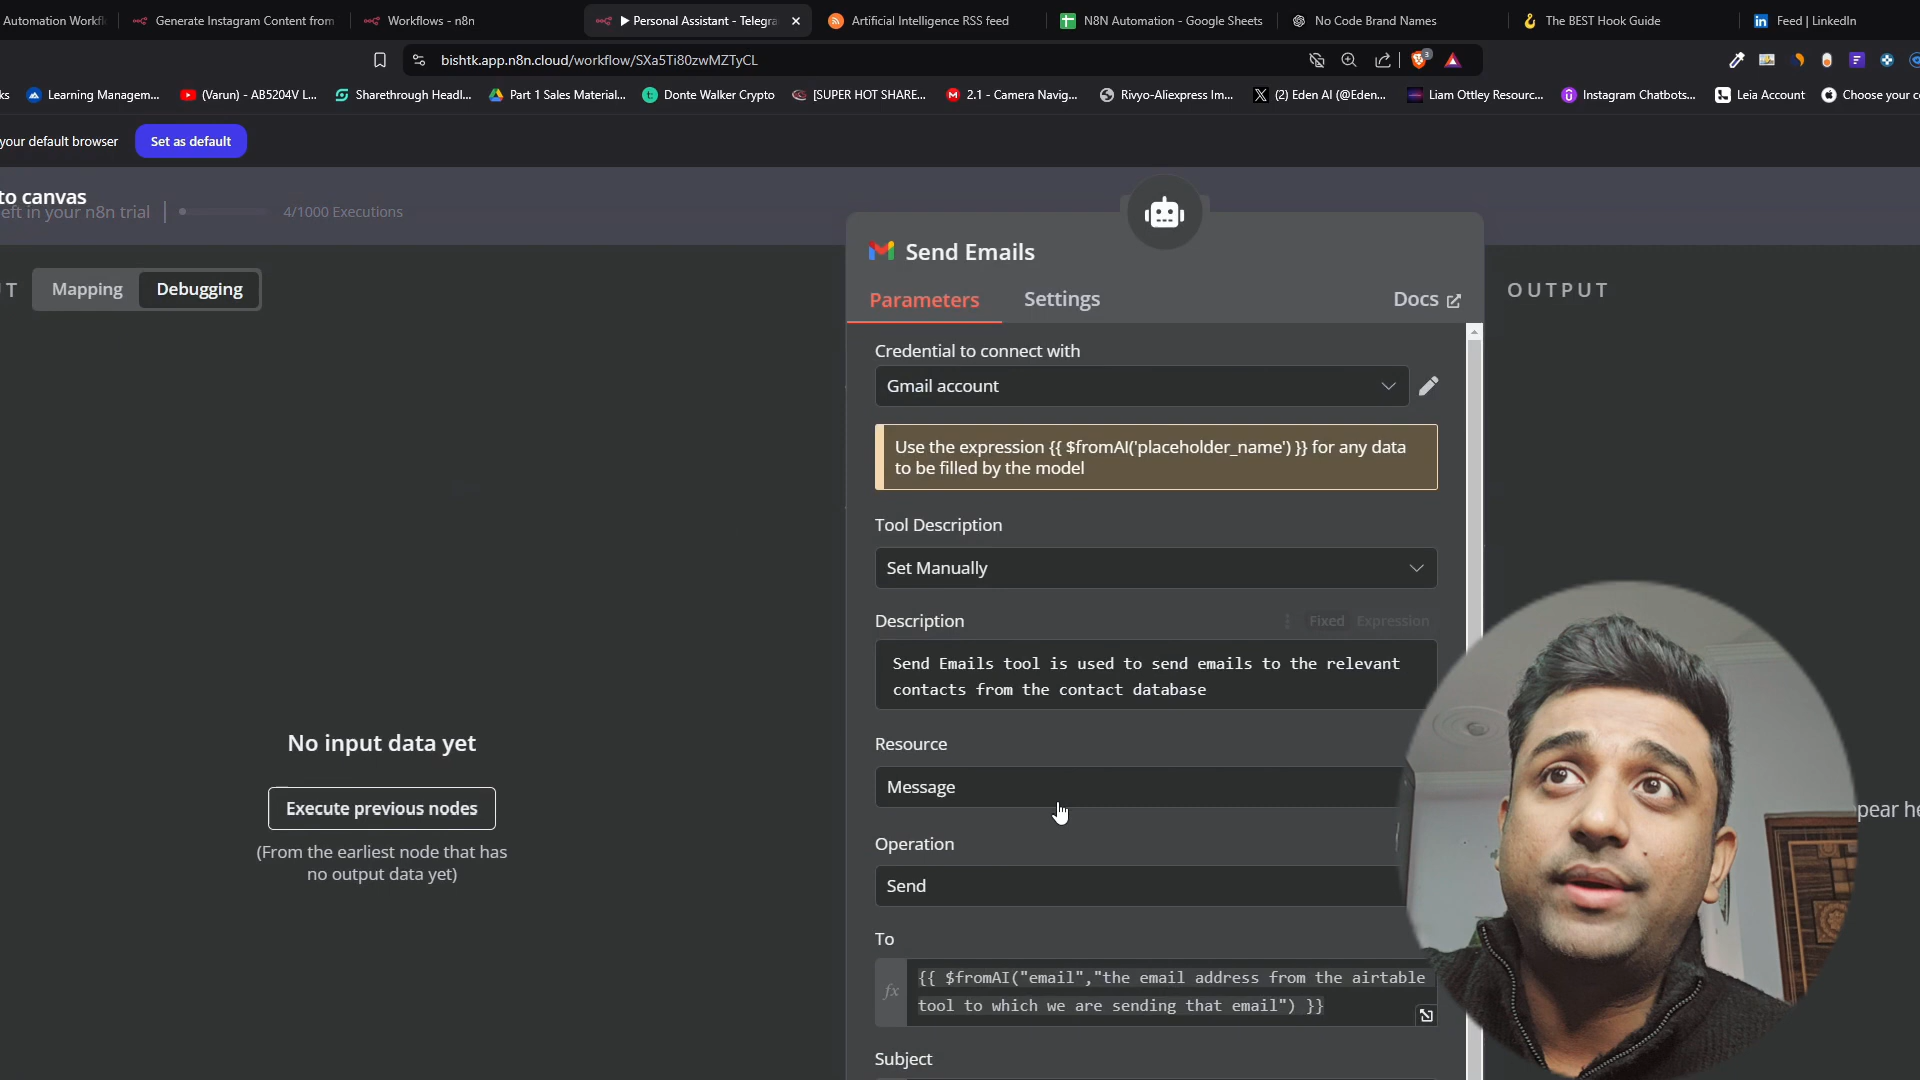 Automation Workfl
Generate Instagram Content from
Workflows - n8n
▶ Personal Assistant - Telegra
Artificial Intelligence RSS feed
N8N Automation - Google Sheets
No Code Brand Names
The BEST Hook Guide
Feed | LinkedIn
bishtk.app.n8n.cloud/workflow/SXa5Ti80zwMZTyCL
3
ks
Learning Managem...
(Varun) - AB5204V L...
Sharethrough Headl...
Part 1 Sales Material...
Donte Walker Crypto
[SUPER HOT SHARE...
2.1 - Camera Navig...
Rivyo-Aliexpress Im...
(2) Eden AI (@Eden...
Liam Ottley Resourc...
Instagram Chatbots...
Leia Account
Choose your co
your default browser
Set as default
to canvas
eft in your n8n trial
4/1000 Executions
Send Emails
UT
Mapping
Debugging
Parameters
Settings
Docs
OUTPUT
Credential to connect with
Gmail account
Use the expression {{ $fromAI('placeholder_name') }} for any data
to be filled by the model
Tool Description
Set Manually
Description
Fixed
Expression
Send Emails tool is used to send emails to the relevant
contacts from the contact database
Resource
Message
No input data yet
Execute previous nodes
(From the earliest node that has
no output data yet)
pear he
Operation
Send
To
fx
{{ $fromAI("email","the email address from the airtable
tool to which we are sending that email") }}
Subject